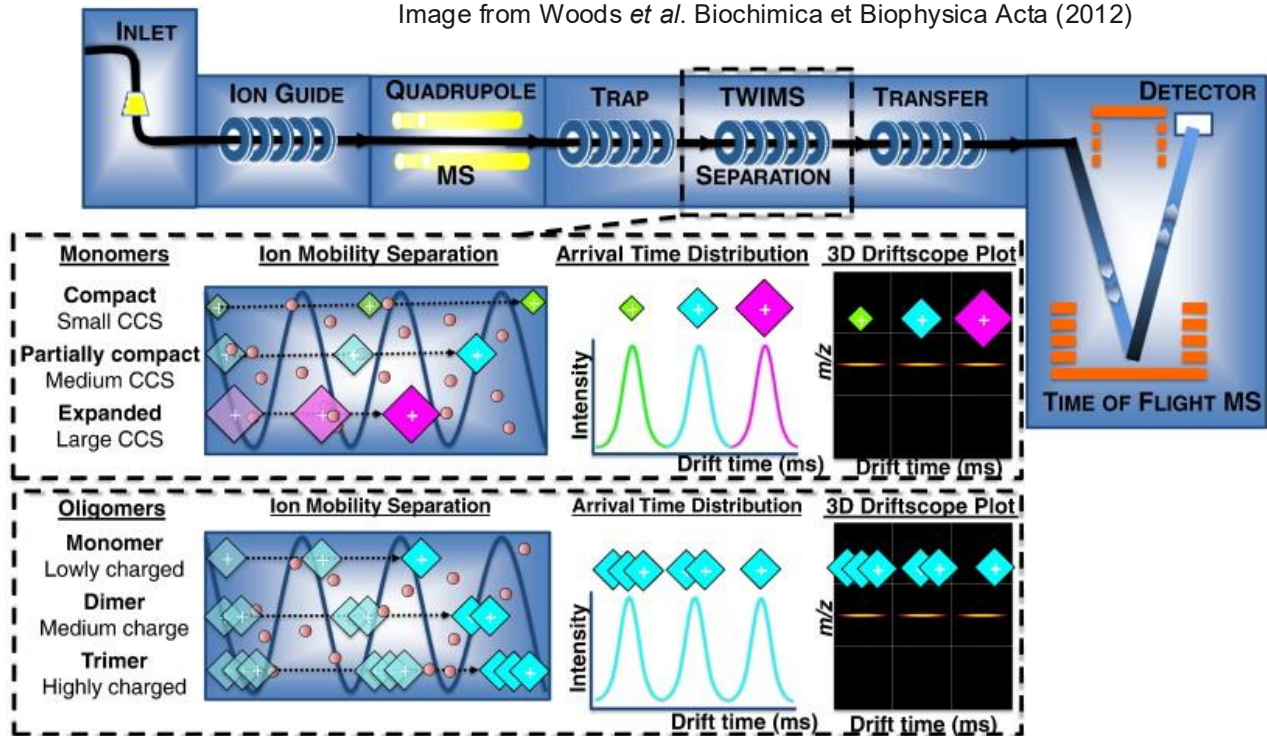 Image from Woods et al. Biochimica et Biophysica Acta (2012)
INLET
ION GUIDE
QUADRUPOLE
MS
TRAP
TWIMS
SEPARATION
TRANSFER
DETECTOR
TIME OF FLIGHT MS
Monomers
Ion Mobility Separation
Arrival Time Distribution
3D Driftscope Plot
Compact
Small CCS
Partially compact
Medium CCS
Expanded
Large CCS
Intensity
Drift time (ms)
m/z
Drift time (ms)
Oligomers
Ion Mobility Separation
Arrival Time Distribution
3D Driftscope Plot
Monomer
Lowly charged
Dimer
Medium charge
Trimer
Highly charged
Intensity
Drift time (ms)
m/z
Drift time (ms)